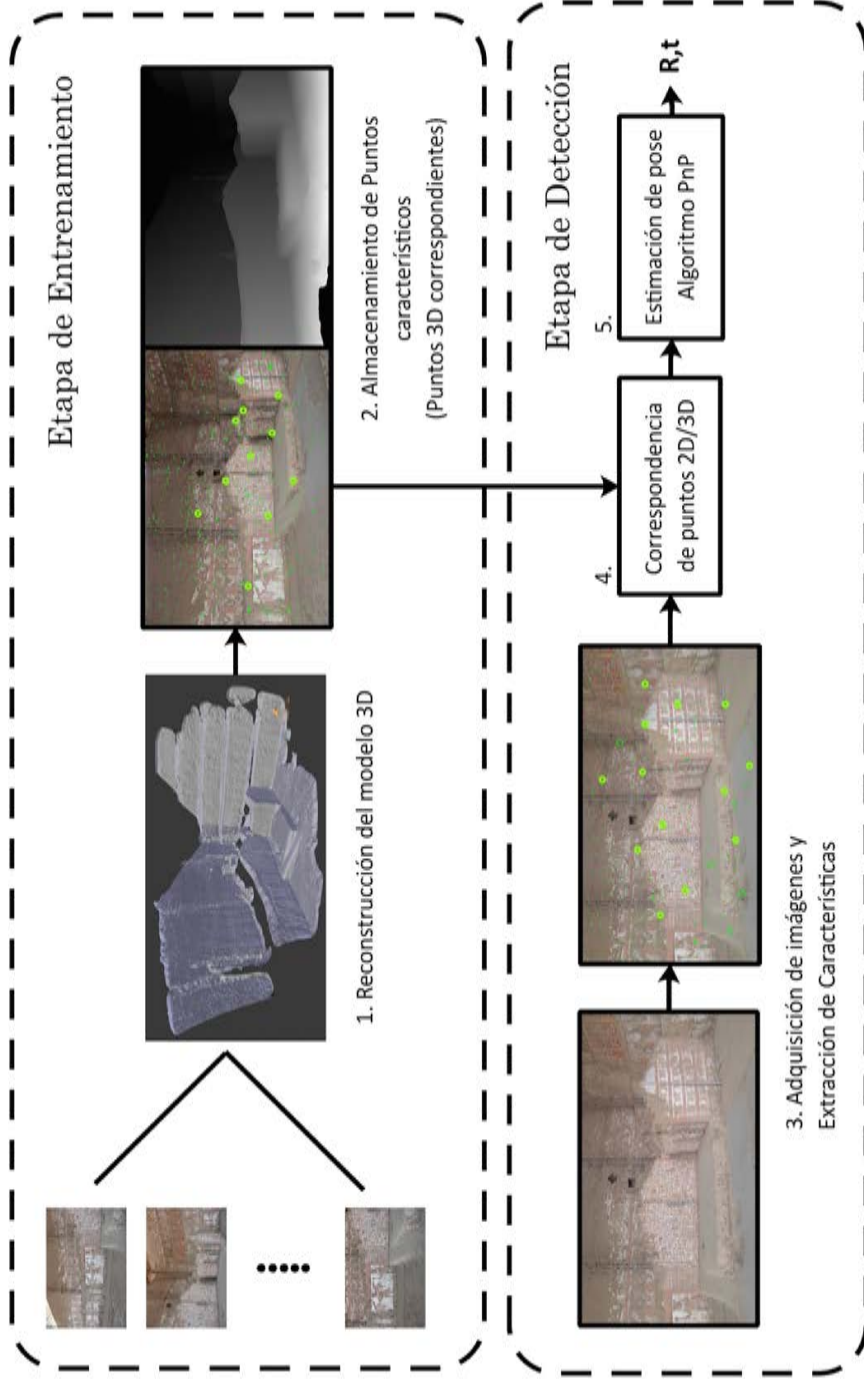 Etapa de Entrenamiento
1. Reconstrucción del modelo 3D
2. Almacenamiento de Puntos
característicos
(Puntos 3D correspondientes)
Etapa de Detección
3. Adquisición de imágenes y
Extracción de Características
4.
Correspondencia
de puntos 2D/3D
5.
Estimación de pose
Algoritmo PnP
R,t